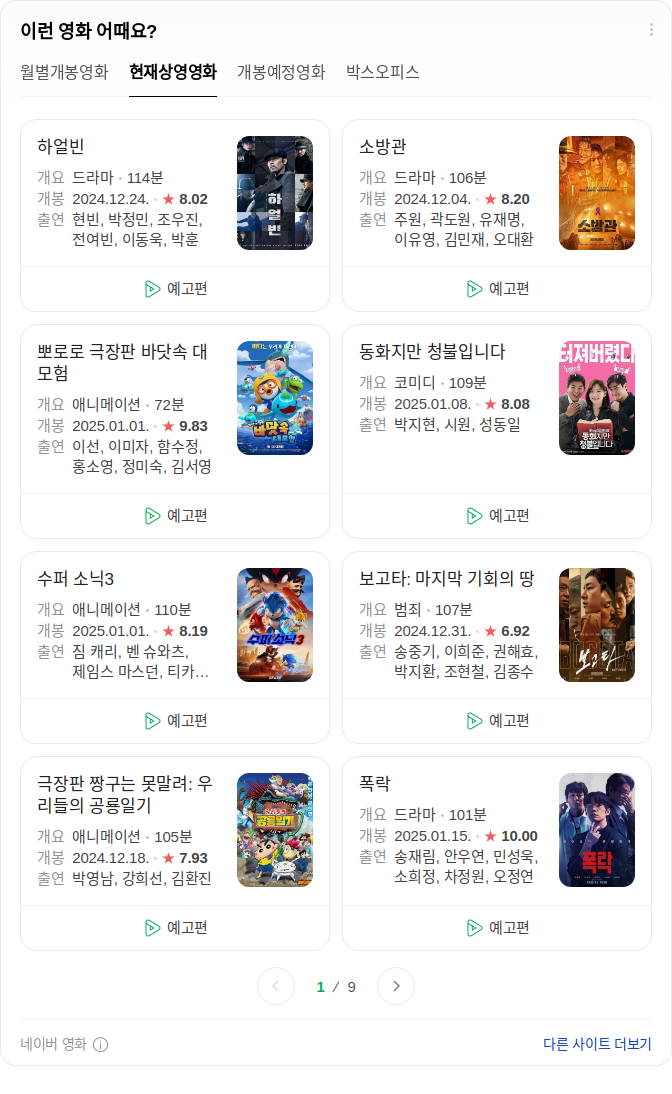 이런 영화 어때요?
월별개봉영화 현재상영영화 개봉예정영화 박스오피스
하얼빈
개요 드라마 · 114분
개봉 2024.12.24. · ★ 8.02
출연 현빈, 박정민, 조우진,
전여빈, 이동욱, 박훈
하얼빈
예고편
소방관
개요 드라마 · 106분
개봉 2024.12.04. · ★ 8.20
출연 주원, 곽도원, 유재명,
이유영, 김민재, 오대환
소방관
예고편
뽀로로 극장판 바닷속 대
모험
개요 애니메이션 · 72분
개봉 2025.01.01. · ★ 9.83
출연 이선, 이미자, 함수정,
홍소영, 정미숙, 김서영
바닷속
대모험
예고편
동화지만 청불입니다
개요 코미디 · 109분
개봉 2025.01.08. · ★ 8.08
출연 박지현, 시원, 성동일
터져버렸다
동화지만
청불입니다
예고편
수퍼 소닉3
개요 애니메이션 · 110분
개봉 2025.01.01. · ★ 8.19
출연 짐 캐리, 벤 슈와츠,
제임스 마스던, 티카...
수퍼소닉3
예고편
보고타: 마지막 기회의 땅
개요 범죄 · 107분
개봉 2024.12.31. · ★ 6.92
출연 송중기, 이희준, 권해효,
박지환, 조현철, 김종수
보고타
예고편
극장판 짱구는 못말려: 우
리들의 공룡일기
개요 애니메이션 · 105분
개봉 2024.12.18. · ★ 7.93
출연 박영남, 강희선, 김환진
공룡일기
예고편
폭락
개요 드라마 · 101분
개봉 2025.01.15. · ★ 10.00
출연 송재림, 안우연, 민성욱,
소희정, 차정원, 오정연
폭락
예고편
1 / 9
네이버 영화
다른 사이트 더보기